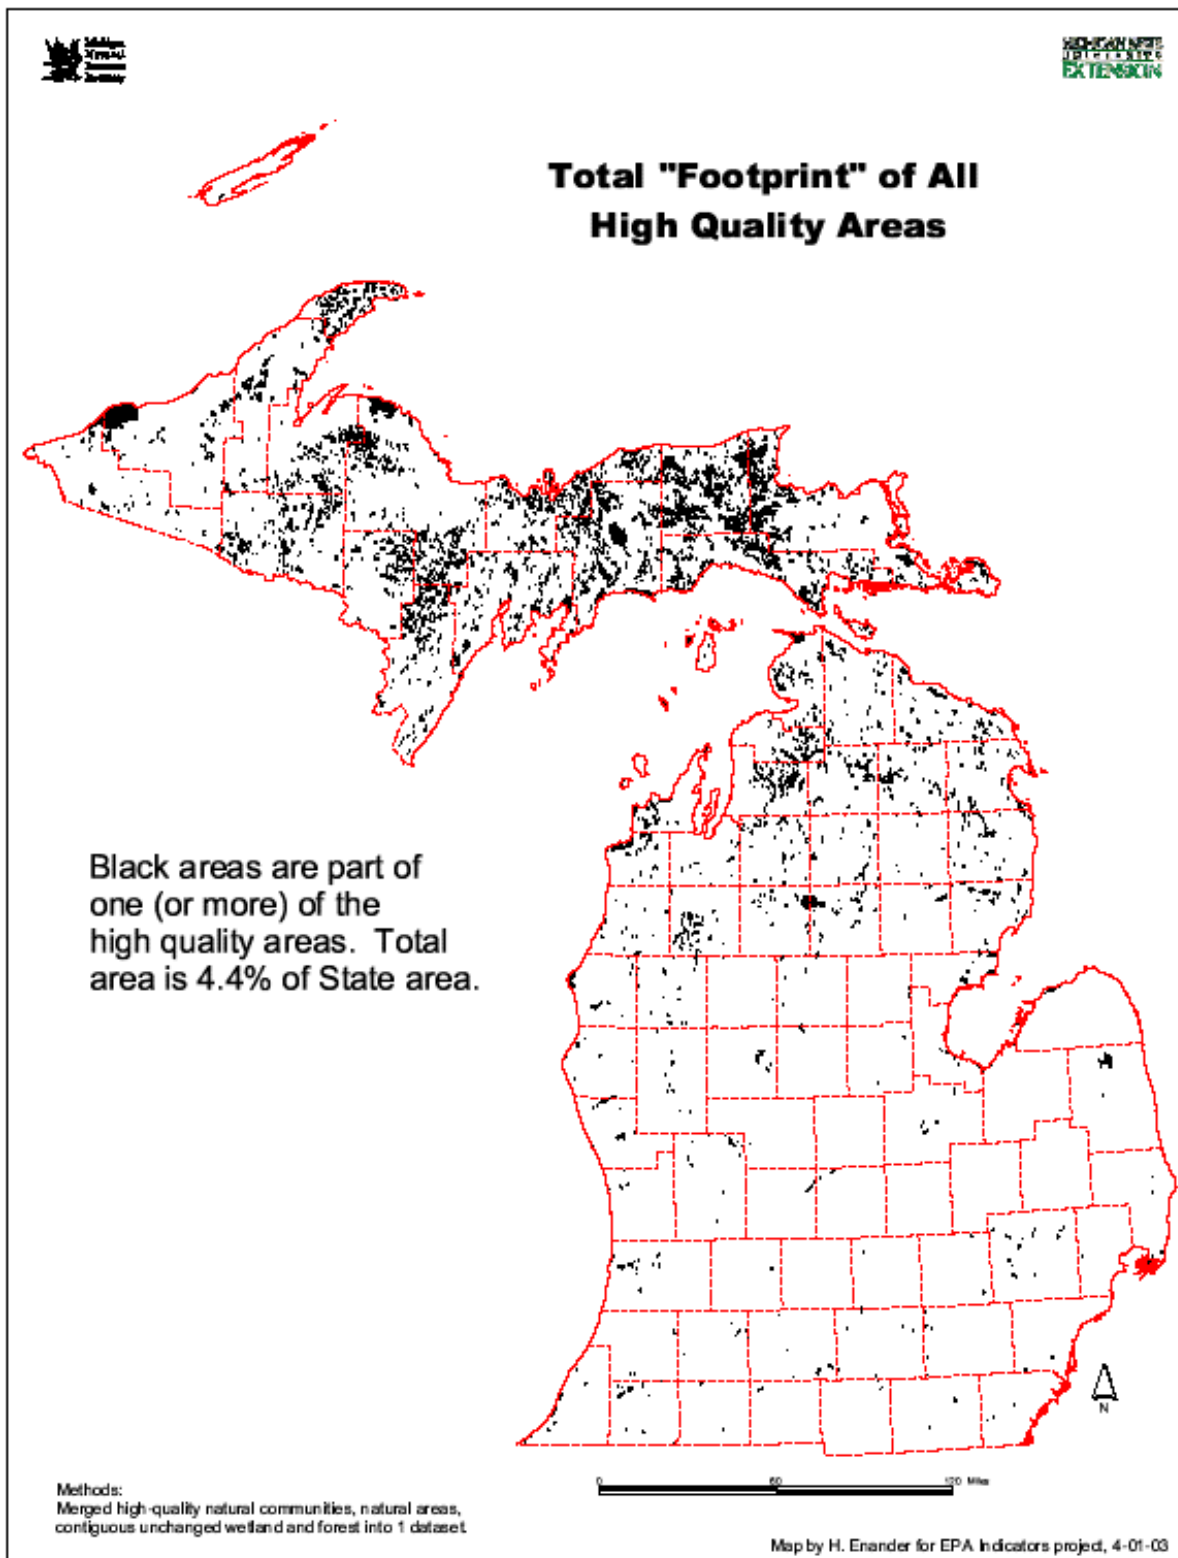 MICHIGAN STATE
UNIVERSITY
EXTENSION
Total "Footprint" of All
High Quality Areas
Black areas are part of
one (or more) of the
high quality areas. Total
area is 4.4% of State area.
N
0 60 120 Miles
Methods:
Merged high-quality natural communities, natural areas,
contiguous unchanged wetland and forest into 1 dataset.
Map by H. Enander for EPA Indicators project, 4-01-03